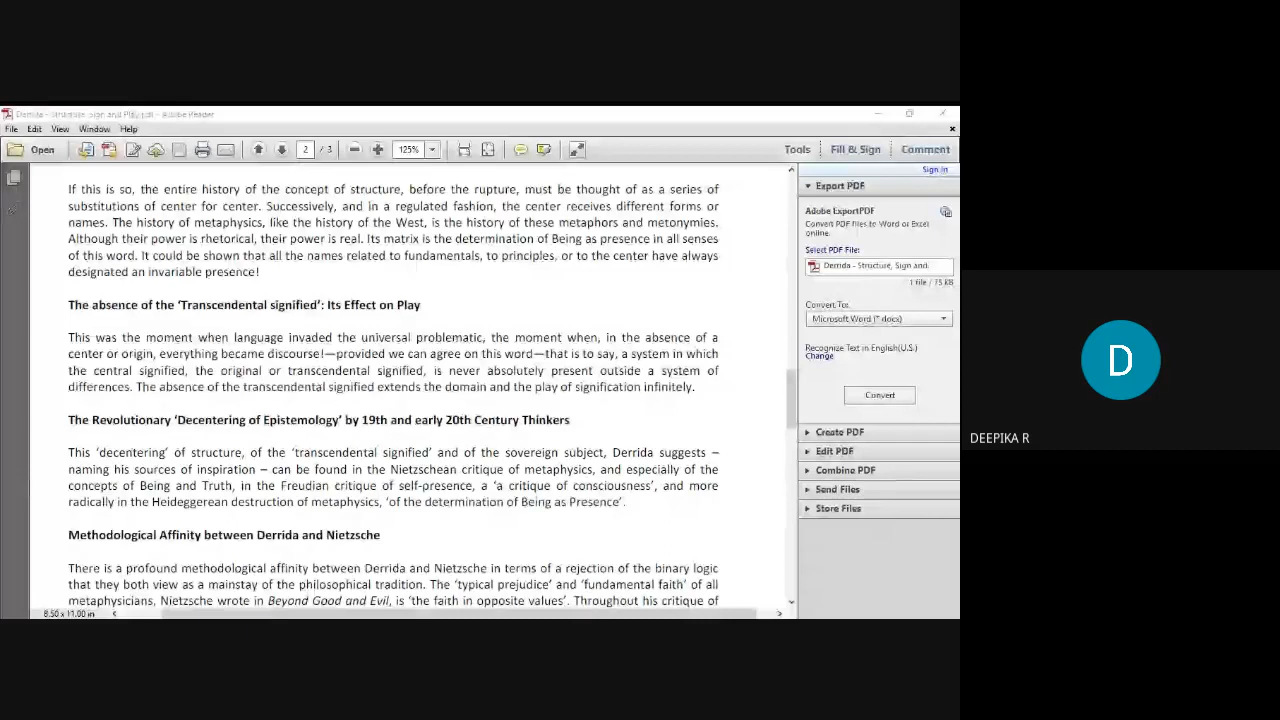 Derrida - Structure, Sign and Play.pdf - Adobe Reader
File Edit View Window Help
Open 2 / 3 125% Tools Fill & Sign Comment
Sign In
If this is so, the entire history of the concept of structure, before the rupture, must be thought of as a series of
substitutions of center for center. Successively, and in a regulated fashion, the center receives different forms or
names. The history of metaphysics, like the history of the West, is the history of these metaphors and metonymies.
Although their power is rhetorical, their power is real. Its matrix is the determination of Being as presence in all senses
of this word. It could be shown that all the names related to fundamentals, to principles, or to the center have always
designated an invariable presence!
The absence of the ‘Transcendental signified’: Its Effect on Play
This was the moment when language invaded the universal problematic, the moment when, in the absence of a
center or origin, everything became discourse!—provided we can agree on this word—that is to say, a system in which
the central signified, the original or transcendental signified, is never absolutely present outside a system of
differences. The absence of the transcendental signified extends the domain and the play of signification infinitely.
The Revolutionary ‘Decentering of Epistemology’ by 19th and early 20th Century Thinkers
This ‘decentering’ of structure, of the ‘transcendental signified’ and of the sovereign subject, Derrida suggests –
naming his sources of inspiration – can be found in the Nietzschean critique of metaphysics, and especially of the
concepts of Being and Truth, in the Freudian critique of self-presence, a ‘a critique of consciousness’, and more
radically in the Heideggerean destruction of metaphysics, ‘of the determination of Being as Presence’.
Methodological Affinity between Derrida and Nietzsche
There is a profound methodological affinity between Derrida and Nietzsche in terms of a rejection of the binary logic
that they both view as a mainstay of the philosophical tradition. The ‘typical prejudice’ and ‘fundamental faith’ of all
metaphysicians, Nietzsche wrote in Beyond Good and Evil, is ‘the faith in opposite values’. Throughout his critique of
8.50 x 11.00 in
Export PDF
Adobe ExportPDF
Convert PDF files to Word or Excel
online.
Select PDF File:
Derrida - Structure, Sign and
1 file / 75 KB
Convert To:
Microsoft Word (*.docx)
Recognize Text in English(U.S.)
Change
Convert
Create PDF
Edit PDF
Combine PDF
Send Files
Store Files
D
DEEPIKA R